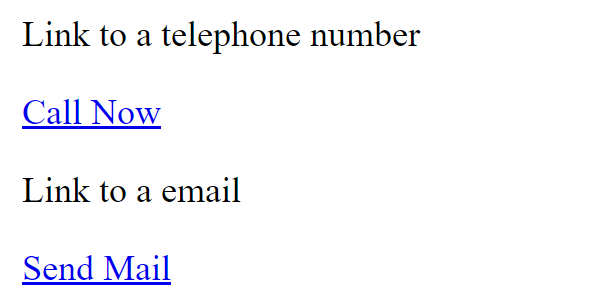 Link to a telephone number
Call Now
Link to a email
Send Mail